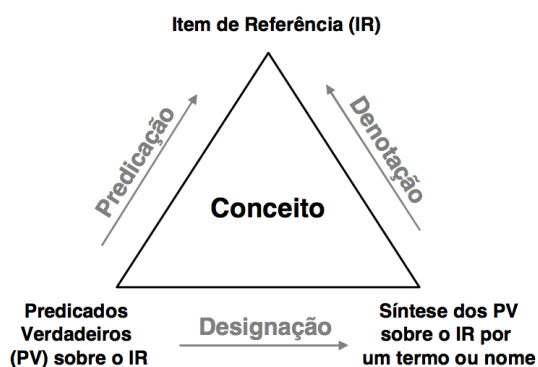 Item de Referência (IR)
Predicação
Denotação
Conceito
Predicados
Verdadeiros
(PV) sobre o IR
Designação
Síntese dos PV
sobre o IR por
um termo ou nome